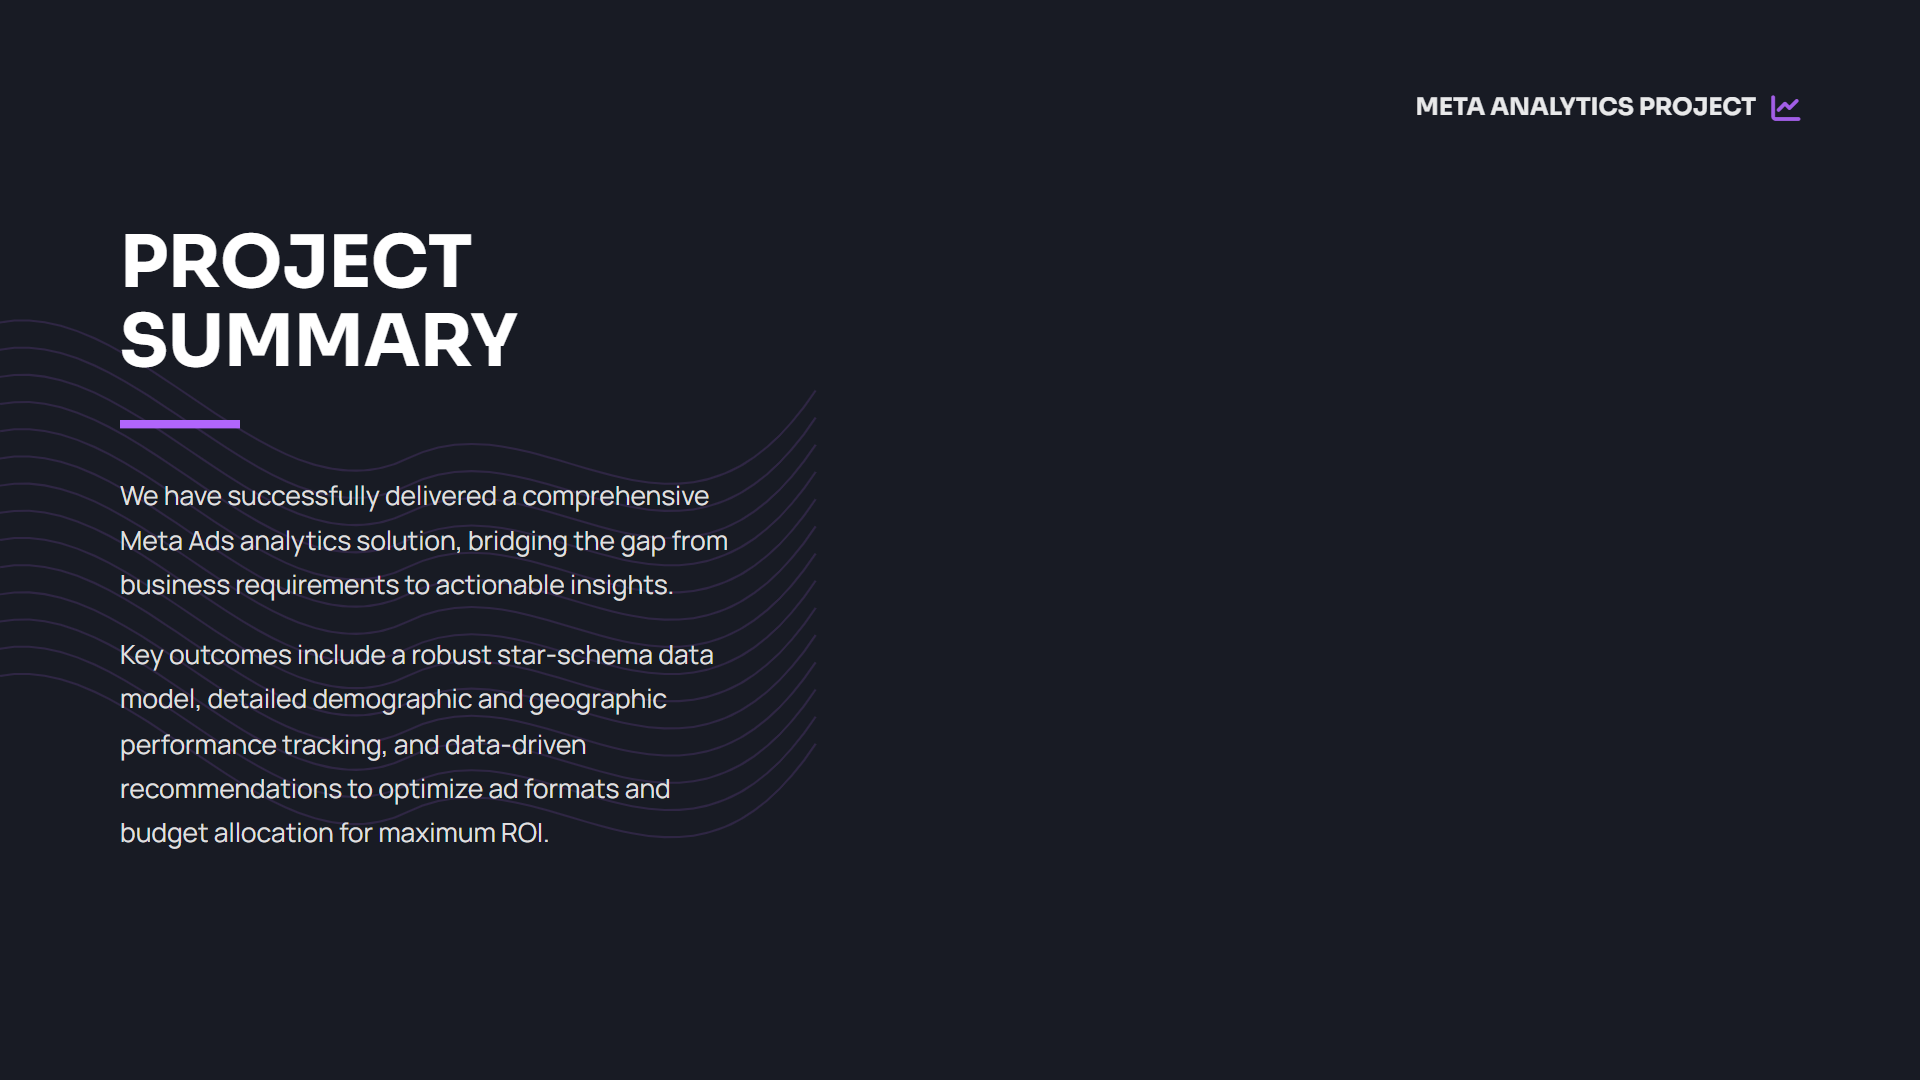 META ANALYTICS PROJECT
PROJECT
SUMMARY
We have successfully delivered a comprehensive
Meta Ads analytics solution, bridging the gap from
business requirements to actionable insights.
Key outcomes include a robust star-schema data
model, detailed demographic and geographic
performance tracking, and data-driven
recommendations to optimize ad formats and
budget allocation for maximum ROI.